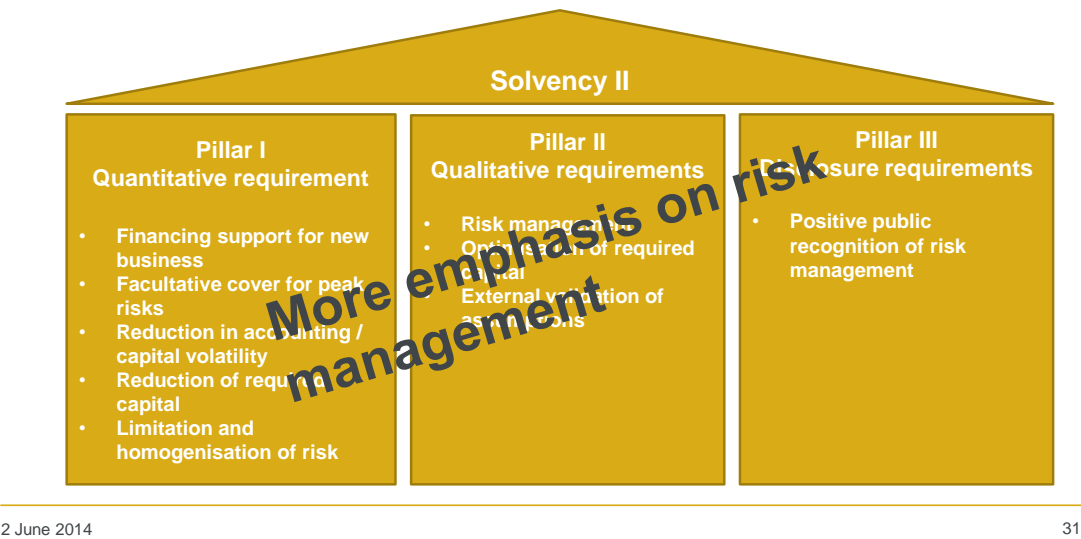 Solvency II
Pillar I
Quantitative requirement
• Financing support for new
business
• Facultative cover for peak
risks
• Reduction in accounting /
capital volatility
• Reduction of required
capital
• Limitation and
homogenisation of risk
Pillar II
Qualitative requirements
• Risk management
• Optimisation of required
capital
• External validation of
assumptions
Pillar III
Disclosure requirements
• Positive public
recognition of risk
management
More emphasis on risk
management
2 June 2014
31